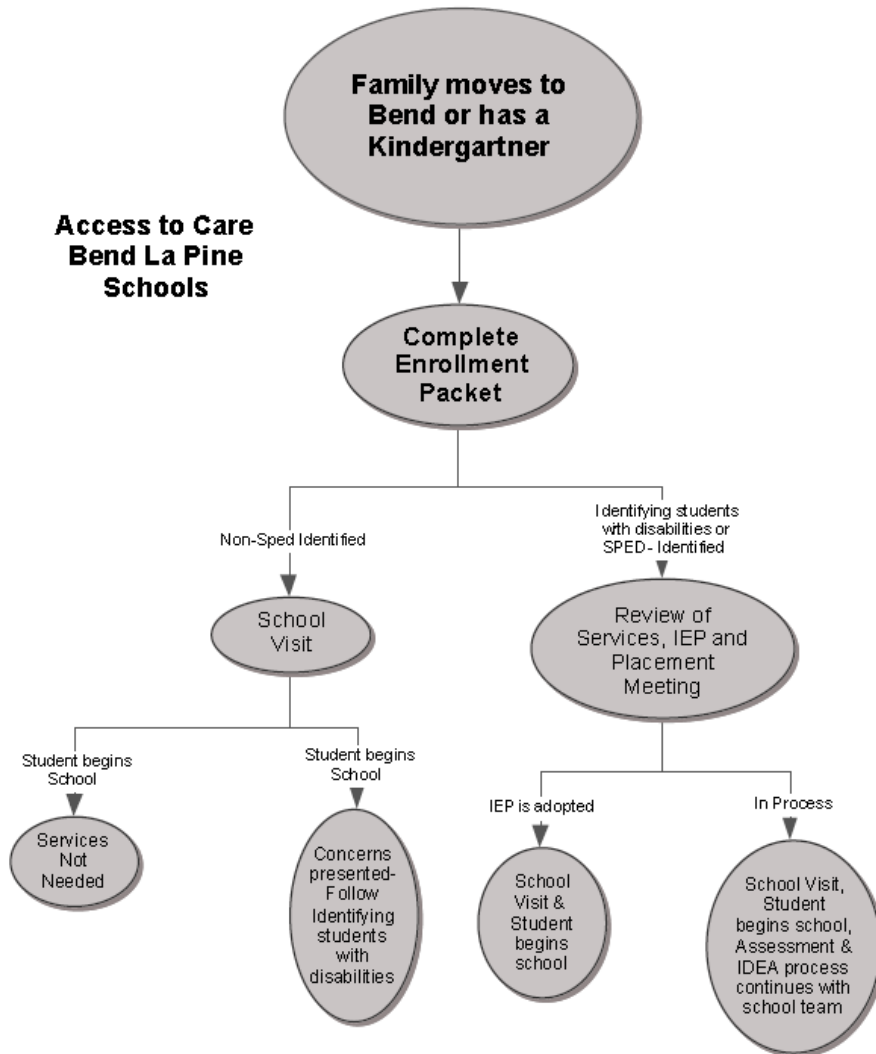 Family moves to
Bend or has a
Kindergartner
Access to Care
Bend La Pine
Schools
Complete
Enrollment
Packet
Non-Sped Identified
Identifying students
with disabilities or
SPED- Identified
School
Visit
Review of
Services, IEP and
Placement
Meeting
Student begins
School
Student begins
School
IEP is adopted
In Process
Services
Not
Needed
Concerns
presented-
Follow
Identifying
students
with
disabilities
School
Visit &
Student
begins
school
School Visit,
Student
begins school,
Assessment &
IDEA process
continues with
school team